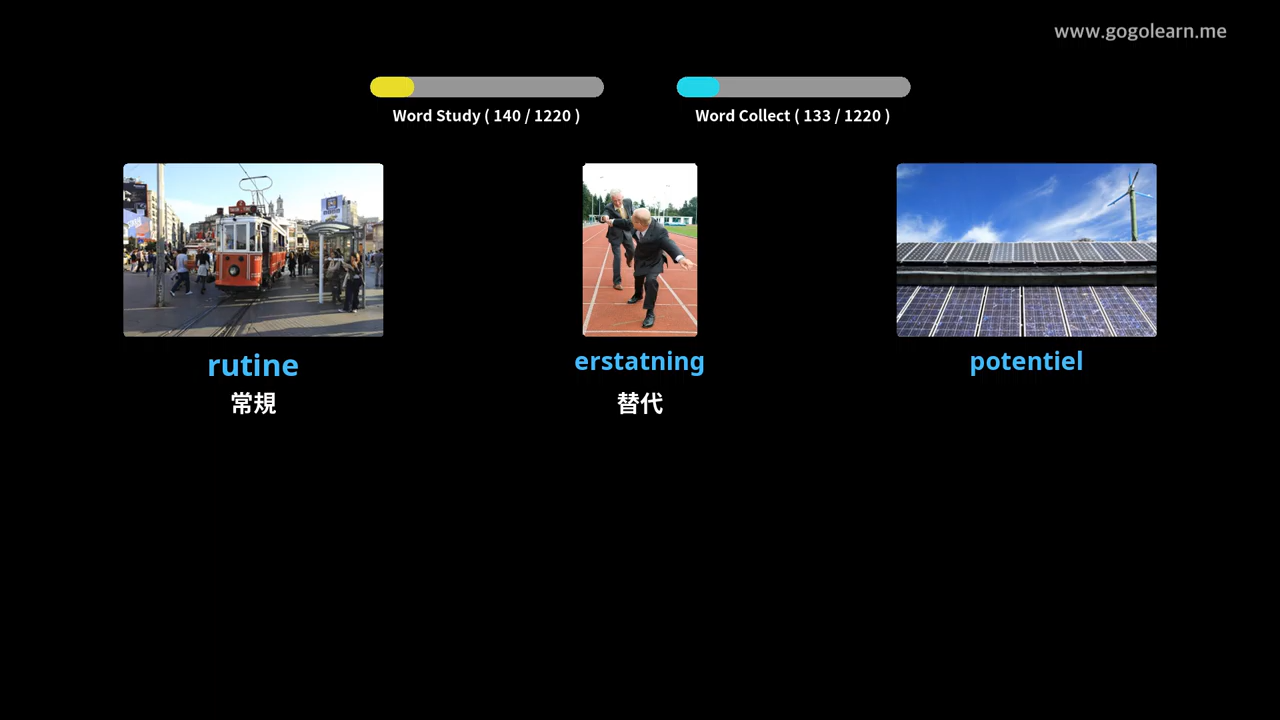 www.gogolearn.me
Word Study ( 140 / 1220 )
Word Collect ( 133 / 1220 )
rutine
常規
erstatning
替代
potentiel